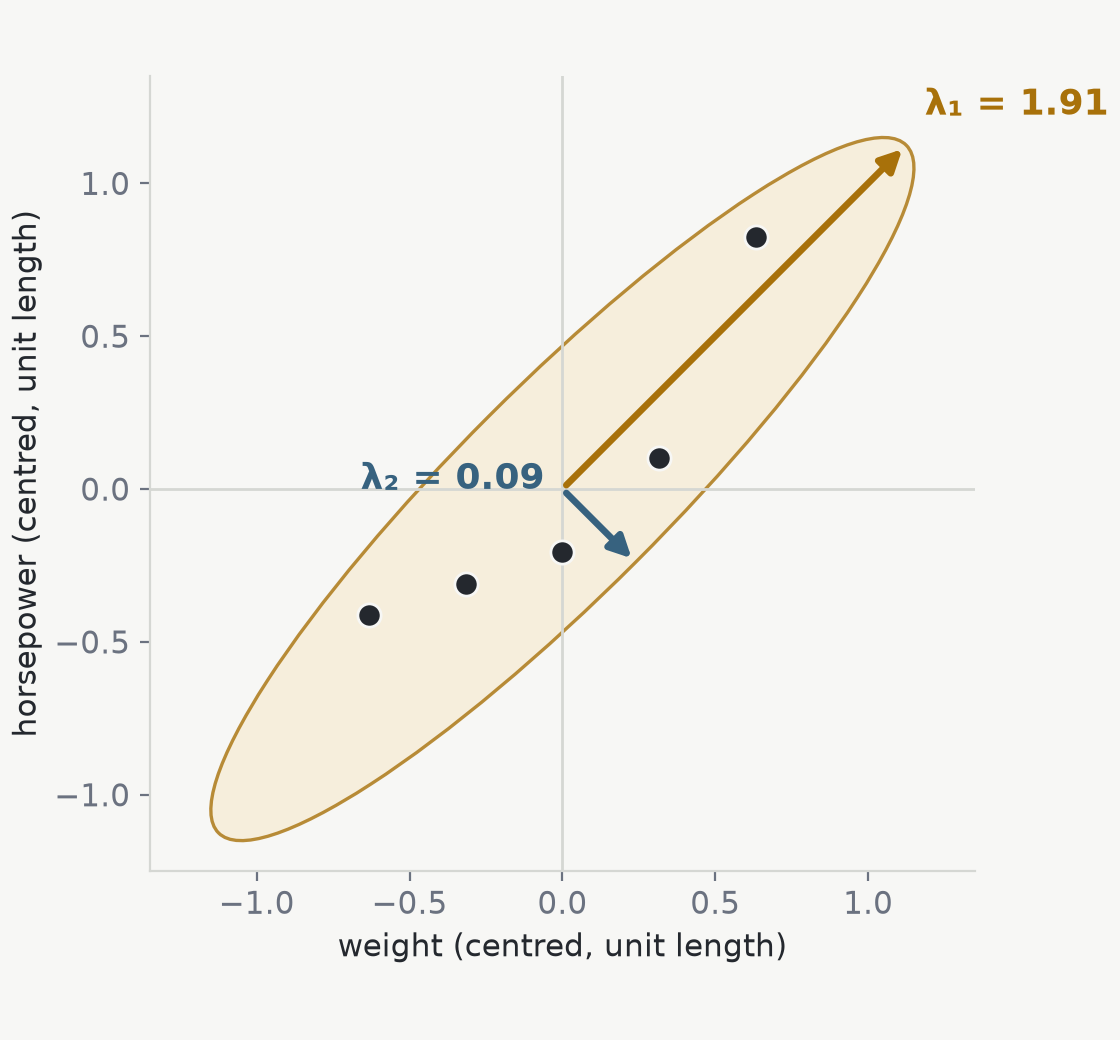 λ₁ = 1.91
1.0
0.5
λ₂ = 0.09
0.0
−0.5
−1.0
horsepower (centred, unit length)
−1.0 −0.5 0.0 0.5 1.0
weight (centred, unit length)